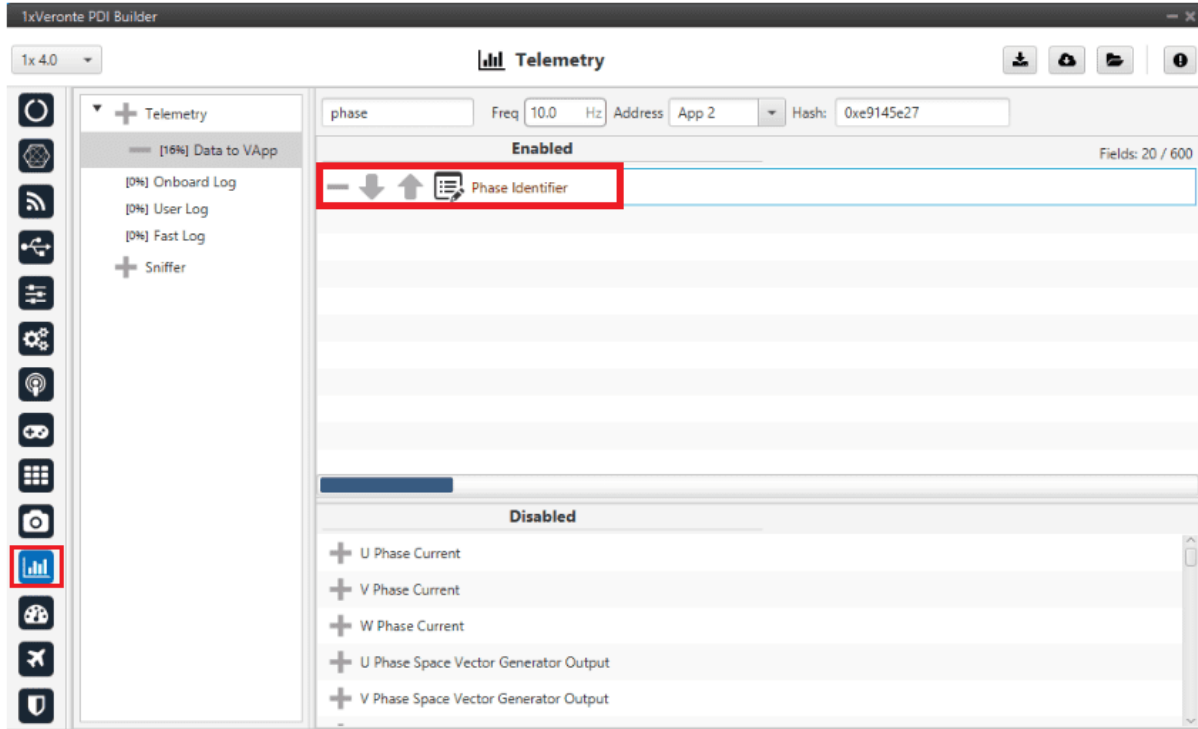 1xVeronte PDI Builder
1x 4.0
Telemetry
Telemetry
[16%] Data to VApp
[0%] Onboard Log
[0%] User Log
[0%] Fast Log
Sniffer
phase Freq 10.0 Hz Address App 2 Hash: 0xe9145e27
Enabled Fields: 20 / 600
Phase Identifier
Disabled
U Phase Current
V Phase Current
W Phase Current
U Phase Space Vector Generator Output
V Phase Space Vector Generator Output